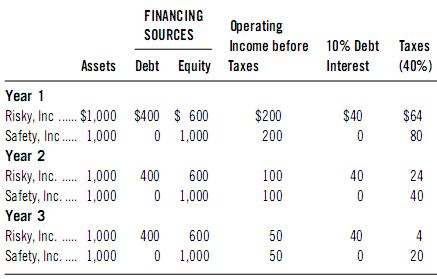 FINANCING
SOURCES
Operating
Income before 10% Debt Taxes
Assets Debt Equity Taxes Interest (40%)
Year 1
Risky, Inc ...... $1,000 $400 $ 600 $200 $40 $64
Safety, Inc ..... 1,000 0 1,000 200 0 80
Year 2
Risky, Inc. ..... 1,000 400 600 100 40 24
Safety, Inc. .... 1,000 0 1,000 100 0 40
Year 3
Risky, Inc. ..... 1,000 400 600 50 40 4
Safety, Inc. .... 1,000 0 1,000 50 0 20